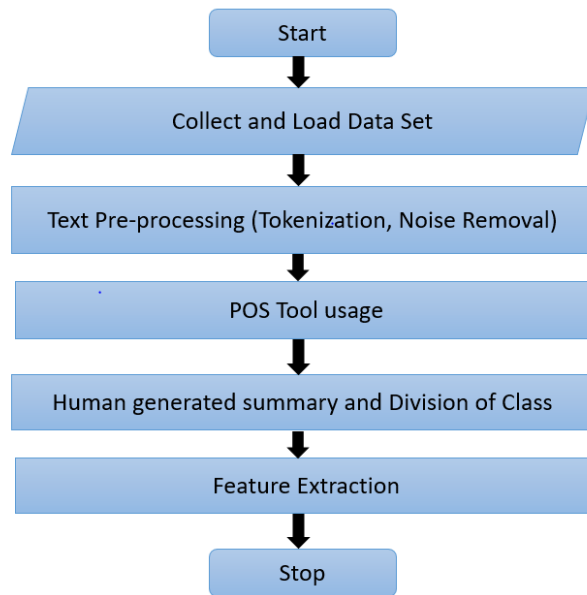 Start
Collect and Load Data Set
Text Pre-processing (Tokenization, Noise Removal)
POS Tool usage
Human generated summary and Division of Class
Feature Extraction
Stop